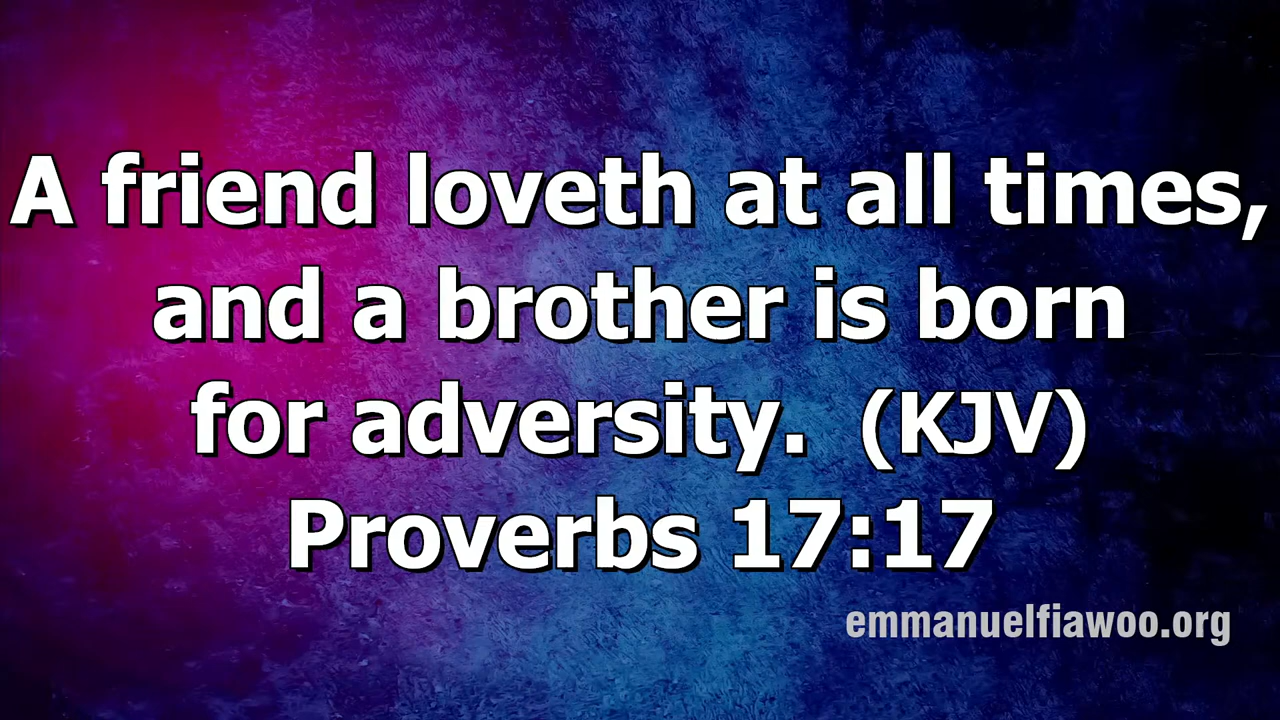 A friend loveth at all times,
and a brother is born
for adversity.  (KJV)
Proverbs 17:17
emmanuelfiawoo.org